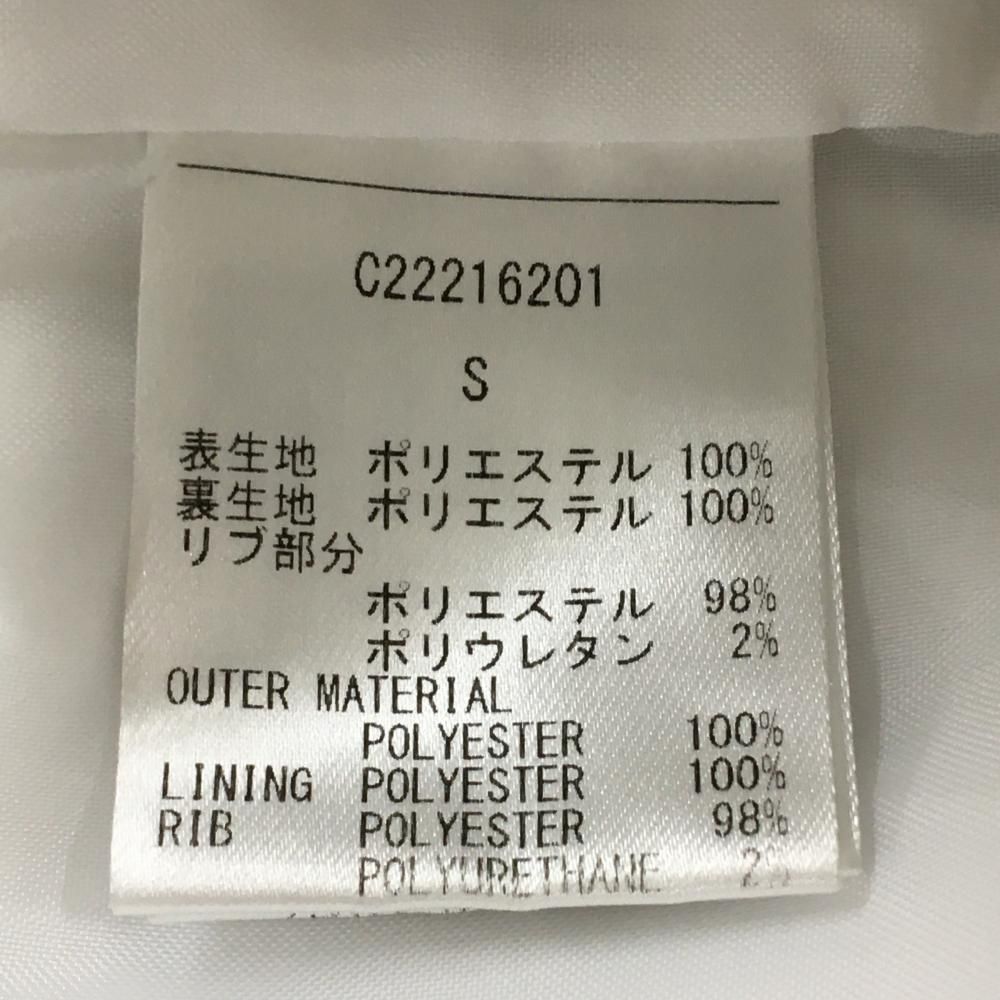 C22216201
S
表生地 ポリエステル 100%
裏生地 ポリエステル 100%
リブ部分
ポリエステル 98%
ポリウレタン 2%
OUTER MATERIAL
POLYESTER 100%
LINING POLYESTER 100%
RIB POLYESTER 98%
POLYURETHANE 2%